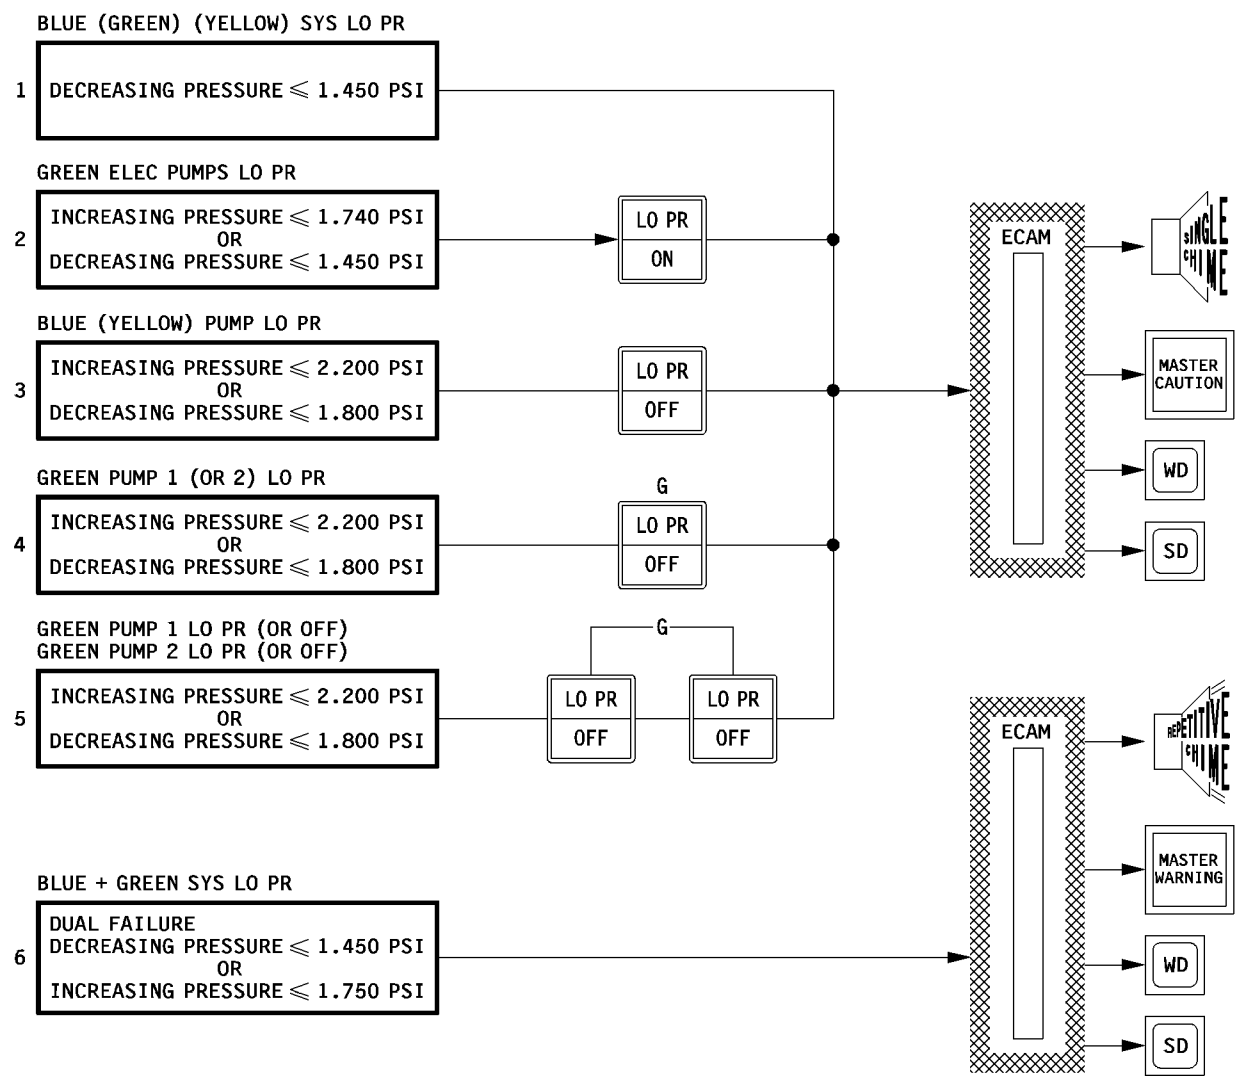 BLUE (GREEN) (YELLOW) SYS LO PR
1
DECREASING PRESSURE ⩽ 1.450 PSI
GREEN ELEC PUMPS LO PR
2
INCREASING PRESSURE ⩽ 1.740 PSI
OR
DECREASING PRESSURE ⩽ 1.450 PSI
LO PR
ON
BLUE (YELLOW) PUMP LO PR
3
INCREASING PRESSURE ⩽ 2.200 PSI
OR
DECREASING PRESSURE ⩽ 1.800 PSI
LO PR
OFF
GREEN PUMP 1 (OR 2) LO PR
4
INCREASING PRESSURE ⩽ 2.200 PSI
OR
DECREASING PRESSURE ⩽ 1.800 PSI
G
LO PR
OFF
GREEN PUMP 1 LO PR (OR OFF)
GREEN PUMP 2 LO PR (OR OFF)
5
INCREASING PRESSURE ⩽ 2.200 PSI
OR
DECREASING PRESSURE ⩽ 1.800 PSI
G
LO PR
OFF
LO PR
OFF
ECAM
SINGLE
CHIME
MASTER
CAUTION
WD
SD
BLUE + GREEN SYS LO PR
6
DUAL FAILURE
DECREASING PRESSURE ⩽ 1.450 PSI
OR
INCREASING PRESSURE ⩽ 1.750 PSI
ECAM
REPETITIVE
CHIME
MASTER
WARNING
WD
SD